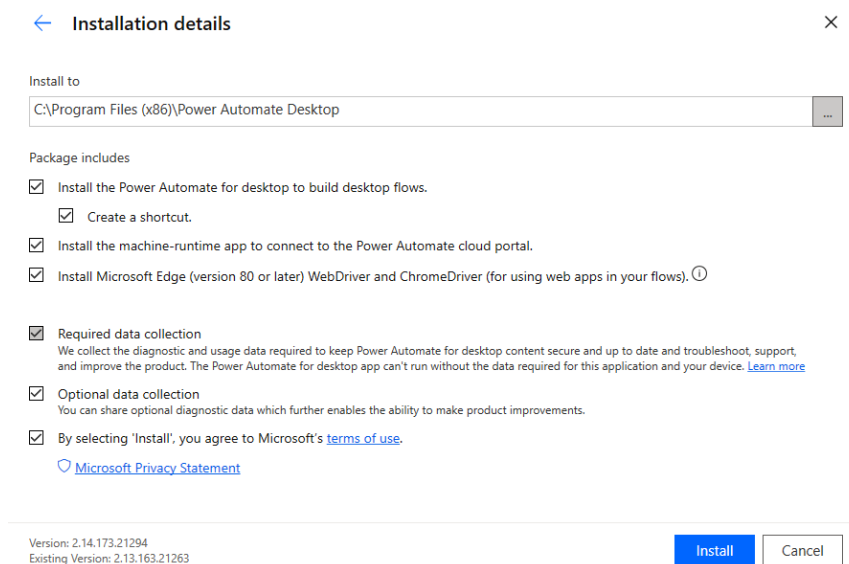 Installation details
Install to
C:\Program Files (x86)\Power Automate Desktop
...
Package includes
Install the Power Automate for desktop to build desktop flows.
Create a shortcut.
Install the machine-runtime app to connect to the Power Automate cloud portal.
Install Microsoft Edge (version 80 or later) WebDriver and ChromeDriver (for using web apps in your flows).
Required data collection
We collect the diagnostic and usage data required to keep Power Automate for desktop content secure and up to date and troubleshoot, support,
and improve the product. The Power Automate for desktop app can't run without the data required for this application and your device. Learn more
Optional data collection
You can share optional diagnostic data which further enables the ability to make product improvements.
By selecting 'Install', you agree to Microsoft's terms of use.
Microsoft Privacy Statement
Version: 2.14.173.21294
Existing Version: 2.13.163.21263
Install
Cancel